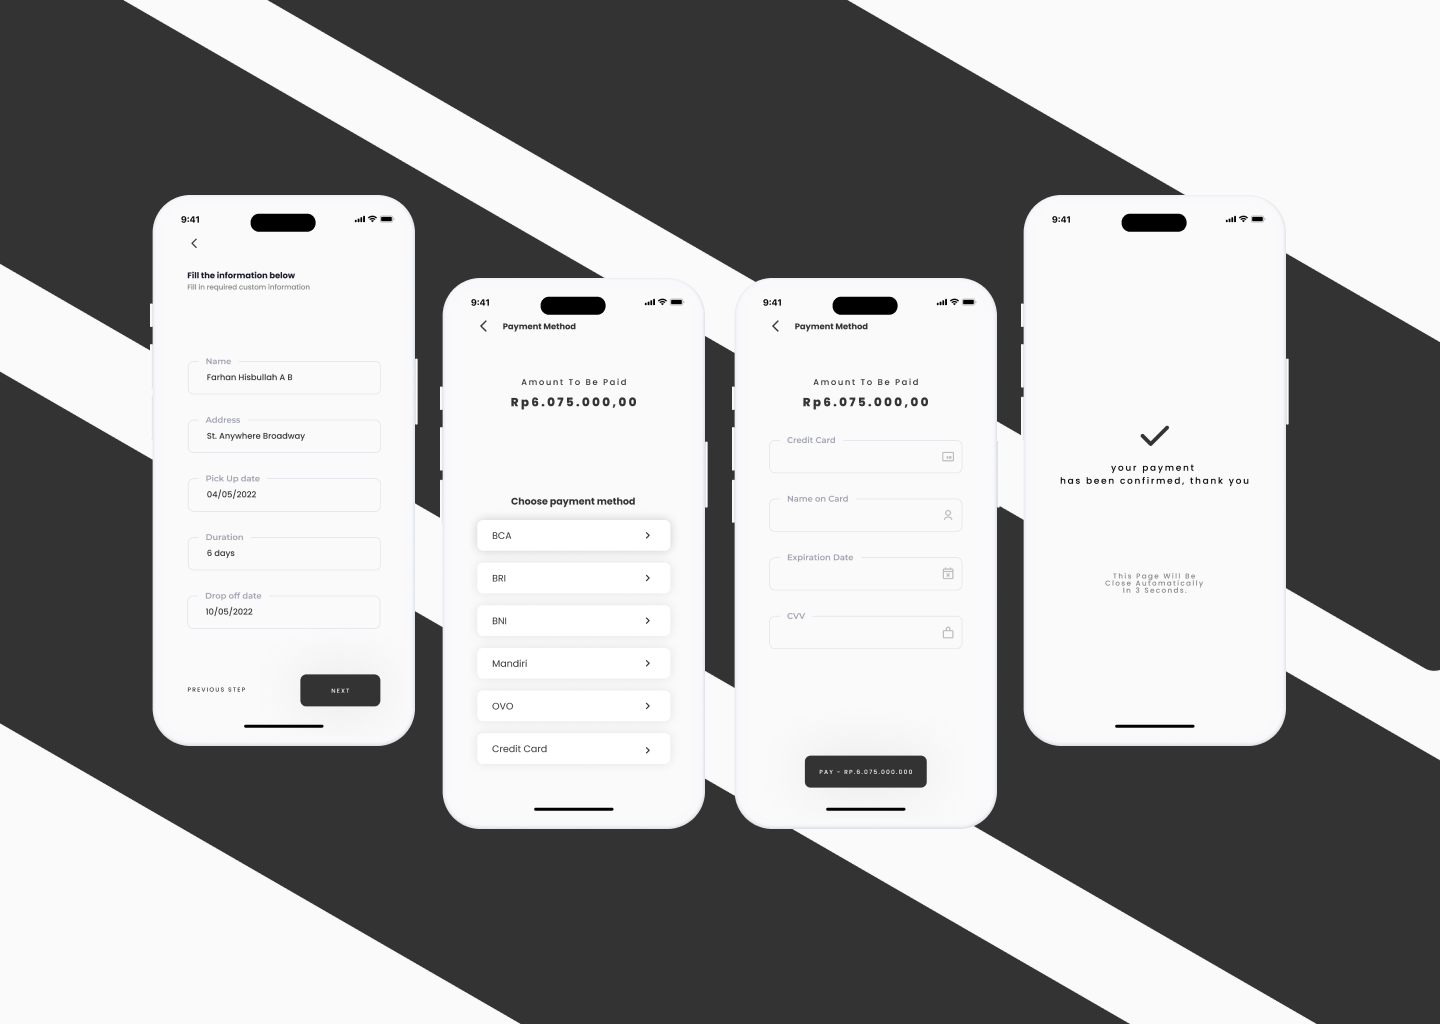 9:41
Fill the information below
Fill in required custom information
Name
Farhan Hisbullah A B
Address
St. Anywhere Broadway
Pick Up date
04/05/2022
Duration
6 days
Drop off date
10/05/2022
PREVIOUS STEP
NEXT
9:41
Payment Method
Amount To Be Paid
Rp6.075.000,00
Choose payment method
BCA
BRI
BNI
Mandiri
OVO
Credit Card
9:41
Payment Method
Amount To Be Paid
Rp6.075.000,00
Credit Card
Name on Card
Expiration Date
CVV
PAY - RP.6.075.000.000
9:41
your payment
has been confirmed, thank you
This Page Will Be
Close Automatically
In 3 Seconds.